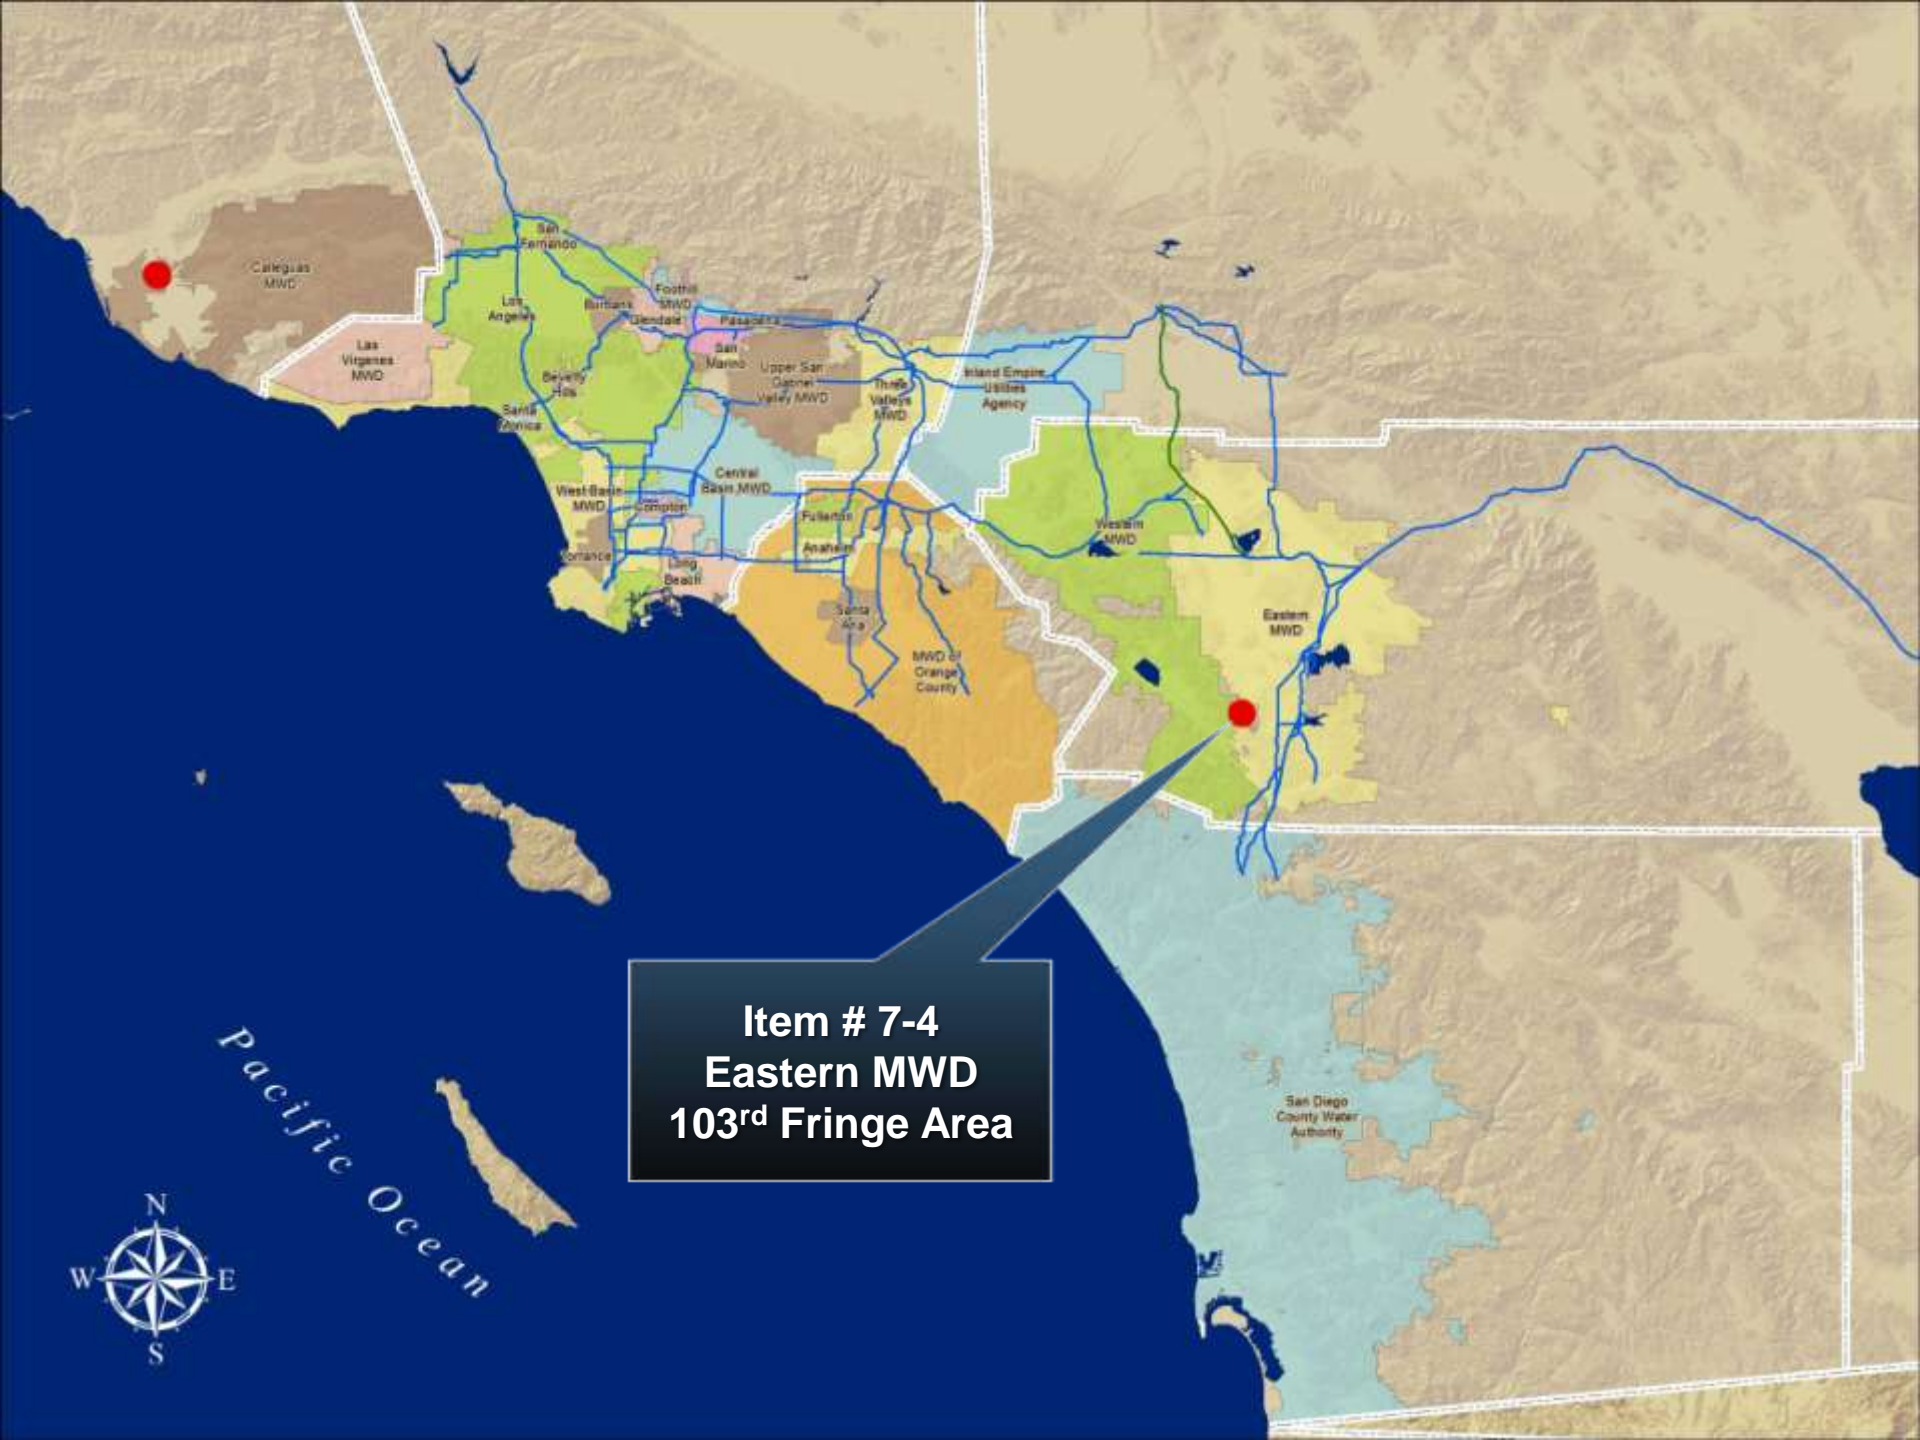 San
Fernando
Calleguas
MWD
Los
Angeles
Burbank
Foothill
MWD
Glendale
Pasadena
Las
Virgenes
MWD
San
Marino
Upper San
Gabriel
Valley MWD
Beverly
Hills
Three
Valleys
MWD
Inland Empire
Utilities
Agency
Santa
Monica
Central
Basin MWD
West Basin
MWD
Compton
Fullerton
Western
MWD
Torrance
Anaheim
Long
Beach
Santa
Ana
Eastern
MWD
MWD of
Orange
County
Item # 7-4
Eastern MWD
103rd Fringe Area
Pacific Ocean
San Diego
County Water
Authority
N
W E
S